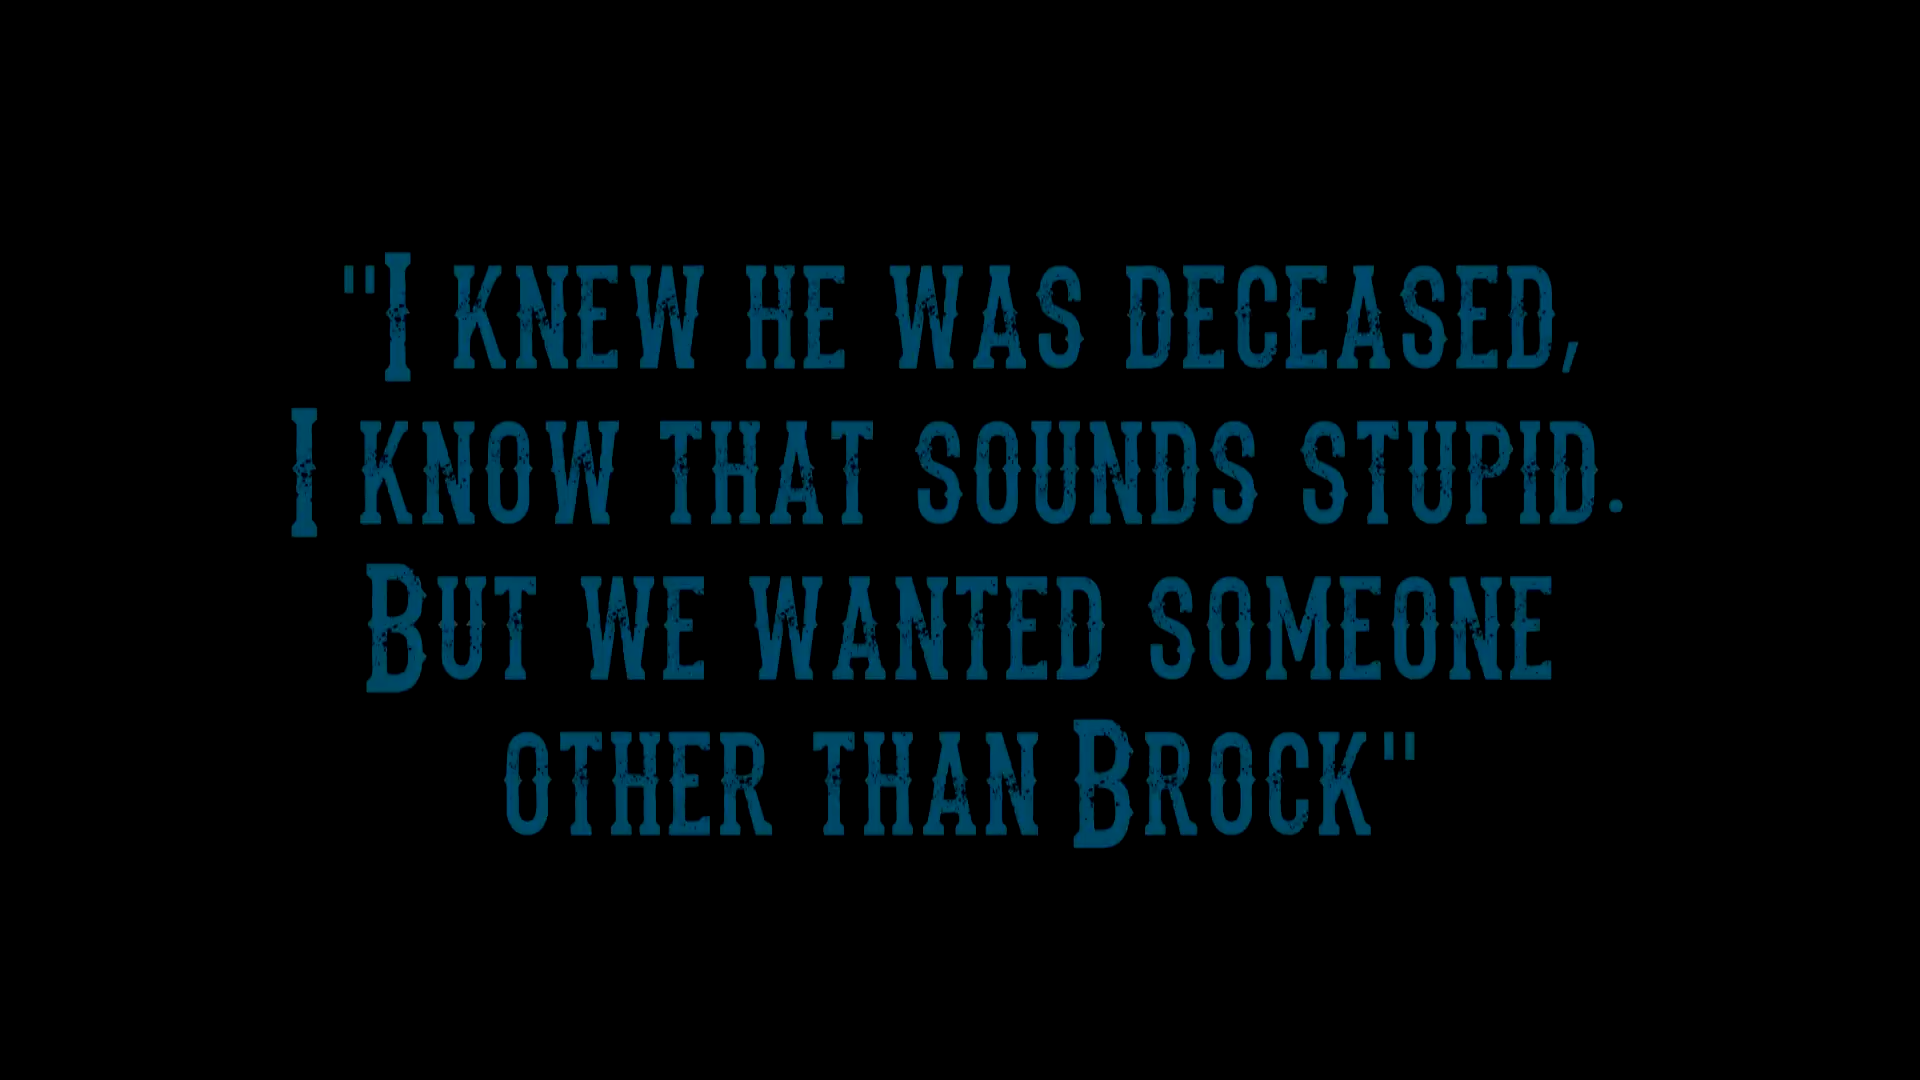 "I knew he was deceased,
I know that sounds stupid.
But we wanted someone
other than Brock"